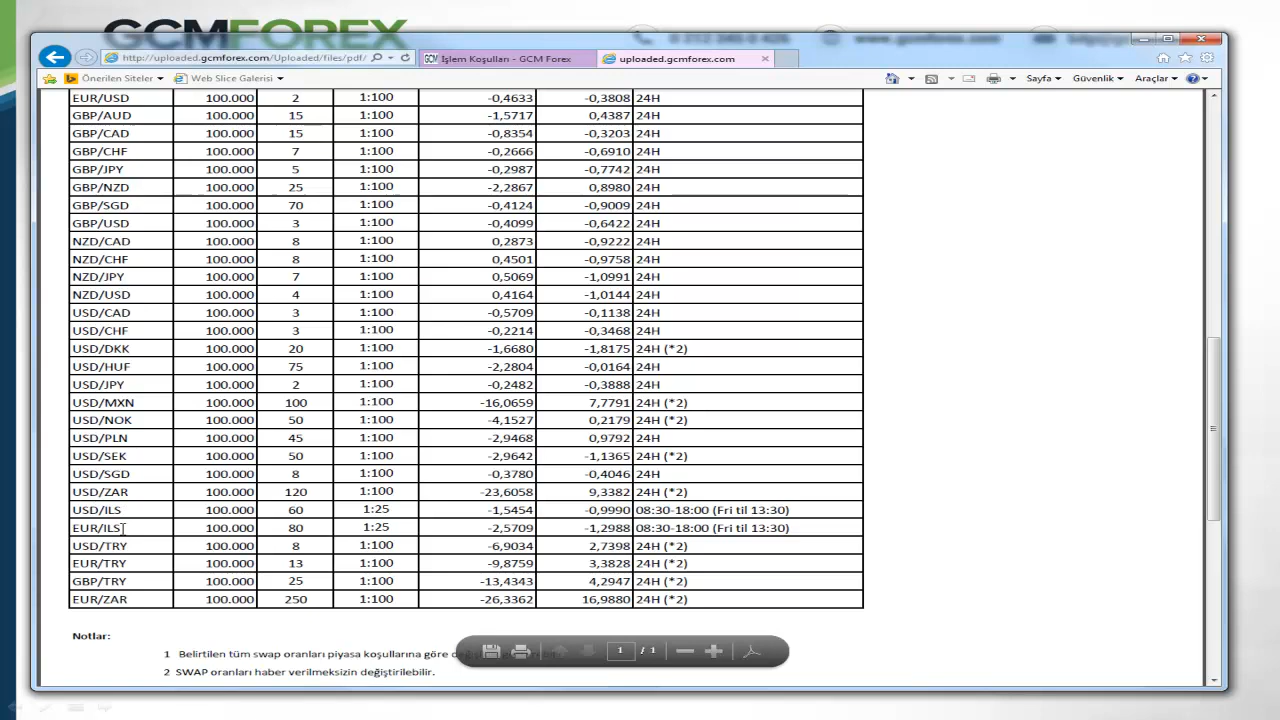 GCMFOREX
http://uploaded.gcmforex.com/Uploaded/files/pdf/
İşlem Koşulları - GCM Forex
uploaded.gcmforex.com
Önerilen Siteler
Web Slice Galerisi
Sayfa
Güvenlik
Araçlar
EUR/USD 100.000 2 1:100 -0,4633 -0,3808 24H
GBP/AUD 100.000 15 1:100 -1,5717 0,4387 24H
GBP/CAD 100.000 15 1:100 -0,8354 -0,3203 24H
GBP/CHF 100.000 7 1:100 -0,2666 -0,6910 24H
GBP/JPY 100.000 5 1:100 -0,2987 -0,7742 24H
GBP/NZD 100.000 25 1:100 -2,2867 0,8980 24H
GBP/SGD 100.000 70 1:100 -0,4124 -0,9009 24H
GBP/USD 100.000 3 1:100 -0,4099 -0,6422 24H
NZD/CAD 100.000 8 1:100 0,2873 -0,9222 24H
NZD/CHF 100.000 8 1:100 0,4501 -0,9758 24H
NZD/JPY 100.000 7 1:100 0,5069 -1,0991 24H
NZD/USD 100.000 4 1:100 0,4164 -1,0144 24H
USD/CAD 100.000 3 1:100 -0,5709 -0,1138 24H
USD/CHF 100.000 3 1:100 -0,2214 -0,3468 24H
USD/DKK 100.000 20 1:100 -1,6680 -1,8175 24H (*2)
USD/HUF 100.000 75 1:100 -2,2804 -0,0164 24H
USD/JPY 100.000 2 1:100 -0,2482 -0,3888 24H
USD/MXN 100.000 100 1:100 -16,0659 7,7791 24H (*2)
USD/NOK 100.000 50 1:100 -4,1527 0,2179 24H (*2)
USD/PLN 100.000 45 1:100 -2,9468 0,9792 24H
USD/SEK 100.000 50 1:100 -2,9642 -1,1365 24H (*2)
USD/SGD 100.000 8 1:100 -0,3780 -0,4046 24H
USD/ZAR 100.000 120 1:100 -23,6058 9,3382 24H (*2)
USD/ILS 100.000 60 1:25 -1,5454 -0,9990 08:30-18:00 (Fri til 13:30)
EUR/ILS 100.000 80 1:25 -2,5709 -1,2988 08:30-18:00 (Fri til 13:30)
USD/TRY 100.000 8 1:100 -6,9034 2,7398 24H (*2)
EUR/TRY 100.000 13 1:100 -9,8759 3,3828 24H (*2)
GBP/TRY 100.000 25 1:100 -13,4343 4,2947 24H (*2)
EUR/ZAR 100.000 250 1:100 -26,3362 16,9880 24H (*2)
Notlar:
1 Belirtilen tüm swap oranları piyasa koşullarına göre
2 SWAP oranları haber verilmeksizin değiştirilebilir.
1 / 1